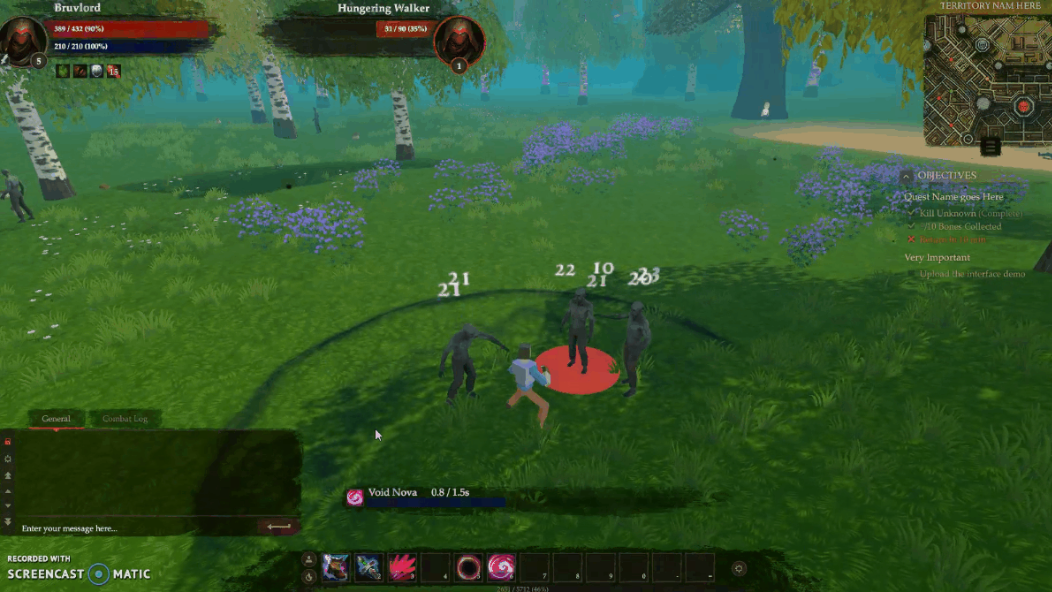 Bruvlord
389 / 432 (90%)
210 / 210 (100%)
5
15
Hungering Walker
31 / 90 (35%)
1
TERRITORY NAM HERE
OBJECTIVES
Quest Name goes Here
Kill Unknown (Complete)
/10 Bones Collected
Very Important
Upload the interface demo
21
21
22
10
21
20
23
General
Combat Log
Enter your message here...
Void Nova 0.8 / 1.5s
RECORDED WITH
SCREENCAST MATIC
2
3
4
5
6
7
8
9
0
-